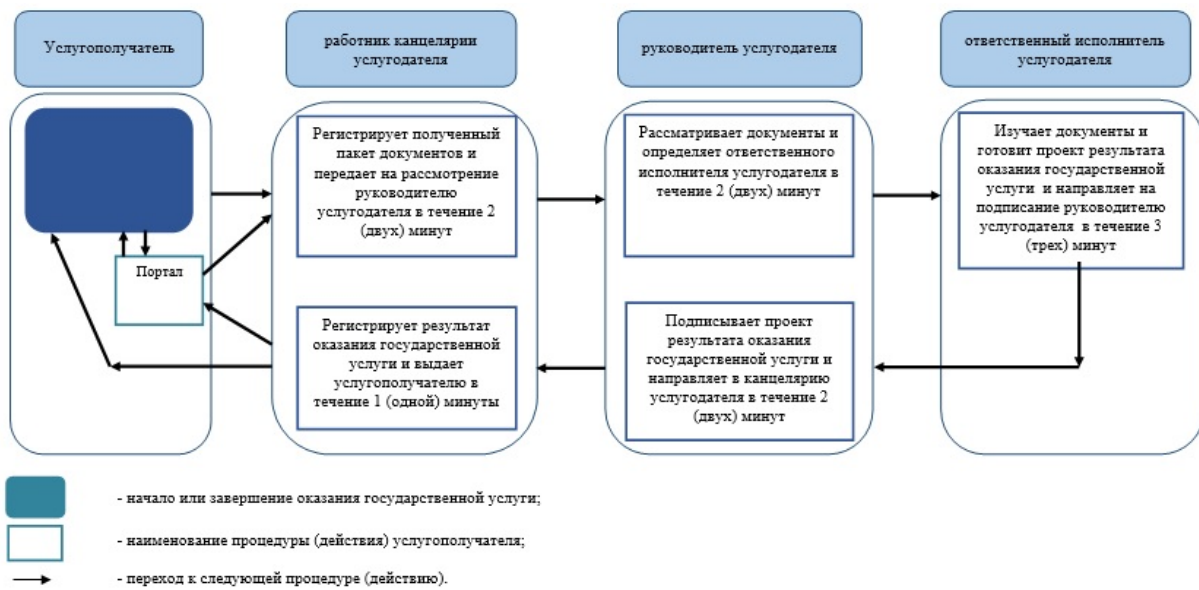 Услугополучатель
работник канцелярии
услугодателя
руководитель услугодателя
ответственный исполнитель
услугодателя
Регистрирует полученный
пакет документов и
передает на рассмотрение
руководителю
услугодателя в течение 2
(двух) минут
Рассматривает документы и
определяет ответственного
исполнителя услугодателя в
течение 2 (двух) минут
Изучает документы и
готовит проект результата
оказания государственной
услуги и направляет на
подписание руководителю
услугодателя в течение 3
(трех) минут
Портал
Регистрирует результат
оказания государственной
услуги и выдает
услугополучателю в
течение 1 (одной) минуты
Подписывает проект
результата оказания
государственной услуги и
направляет в канцелярию
услугодателя в течение 2
(двух) минут
- начало или завершение оказания государственной услуги;
- наименование процедуры (действия) услугополучателя;
- переход к следующей процедуре (действию).